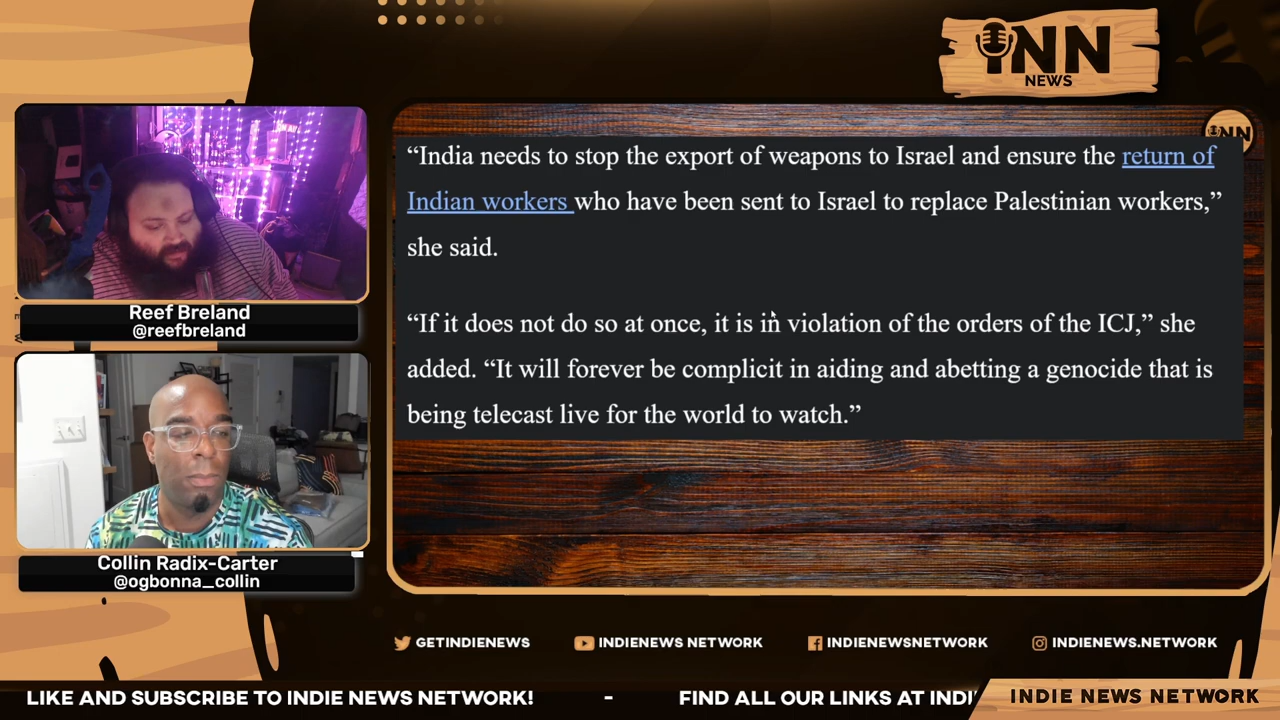 INN
NEWS
INN
“India needs to stop the export of weapons to Israel and ensure the return of
Indian workers who have been sent to Israel to replace Palestinian workers,”
she said.
“If it does not do so at once, it is in violation of the orders of the ICJ,” she
added. “It will forever be complicit in aiding and abetting a genocide that is
being telecast live for the world to watch.”
Reef Breland
@reefbreland
Collin Radix-Carter
@ogbonna_collin
GETINDIENEWS
INDIENEWS NETWORK
INDIENEWSNETWORK
INDIENEWS.NETWORK
LIKE AND SUBSCRIBE TO INDIE NEWS NETWORK! - FIND ALL OUR LINKS AT
INDIE NEWS NETWORK